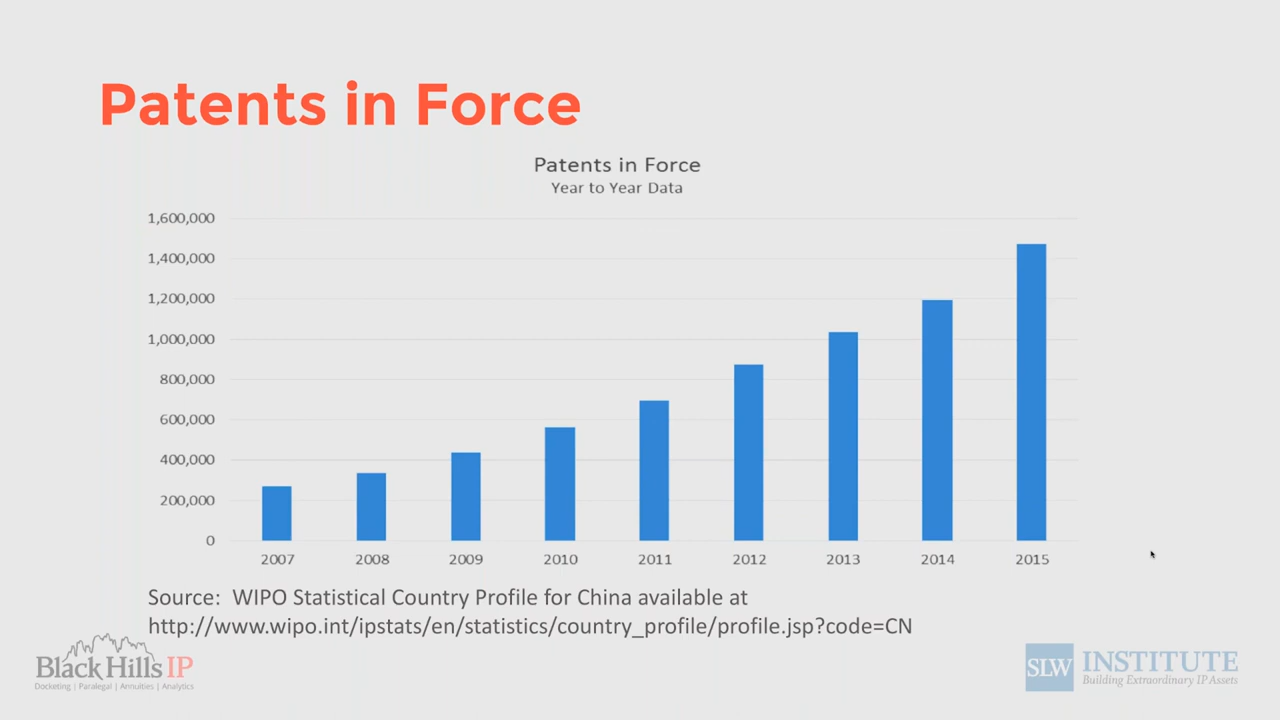 Patents in Force
Patents in Force
Year to Year Data
1,600,000
1,400,000
1,200,000
1,000,000
800,000
600,000
400,000
200,000
0
2007 2008 2009 2010 2011 2012 2013 2014 2015
Source: WIPO Statistical Country Profile for China available at
http://www.wipo.int/ipstats/en/statistics/country_profile/profile.jsp?code=CN
Black Hills IP
Docketing | Paralegal | Annuities | Analytics
SLW INSTITUTE
Building Extraordinary IP Assets